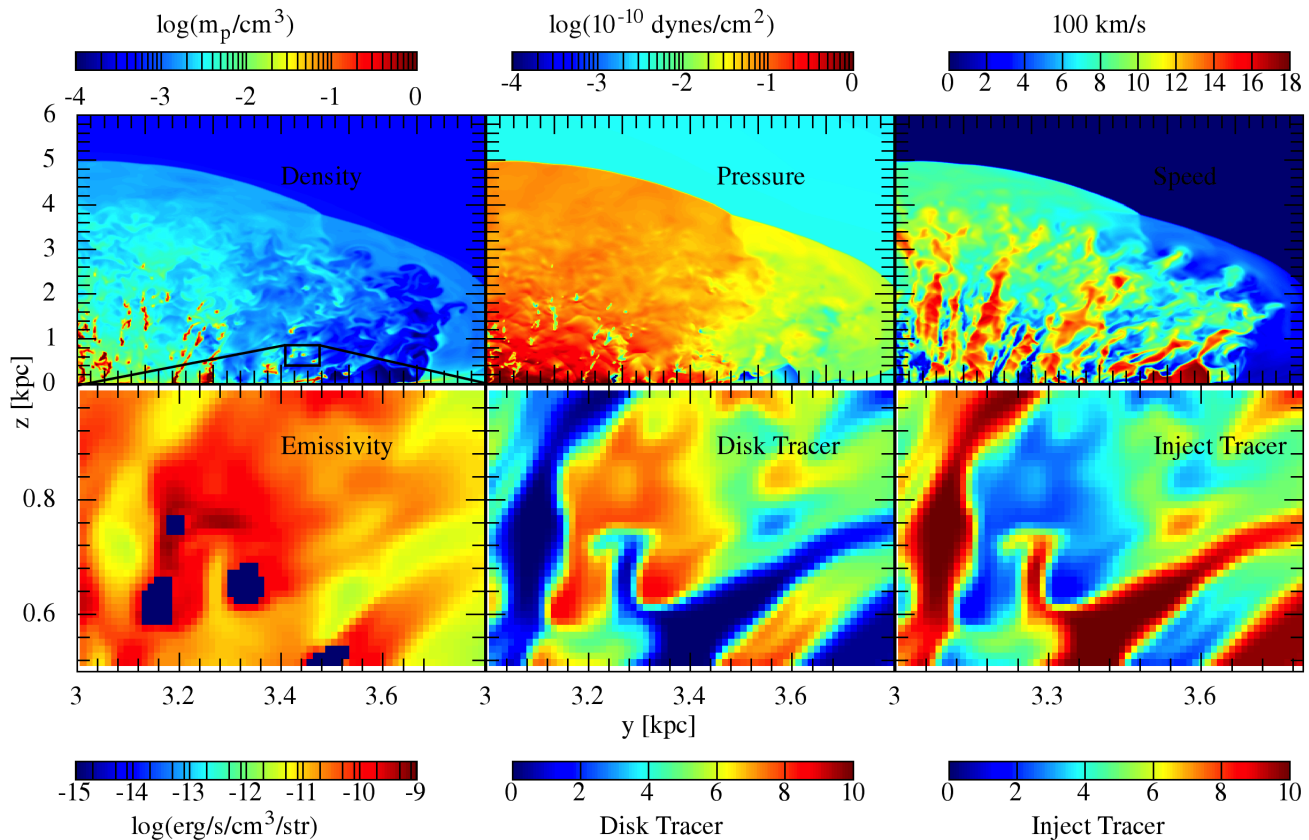 log(m_p/cm^3) log(10^-10 dynes/cm^2) 100 km/s
-4 -3 -2 -1 0 -4 -3 -2 -1 0 0 2 4 6 8 10 12 14 16 18
6
Density Pressure Speed
5
4
3
2
1
0
z [kpc]
Emissivity Disk Tracer Inject Tracer
0.8
0.6
3 3.2 3.4 3.6 3 3.2 3.4 3.6 3 3.3 3.6
y [kpc]
-15 -14 -13 -12 -11 -10 -9 0 2 4 6 8 10 0 2 4 6 8 10
log(erg/s/cm^3/str) Disk Tracer Inject Tracer